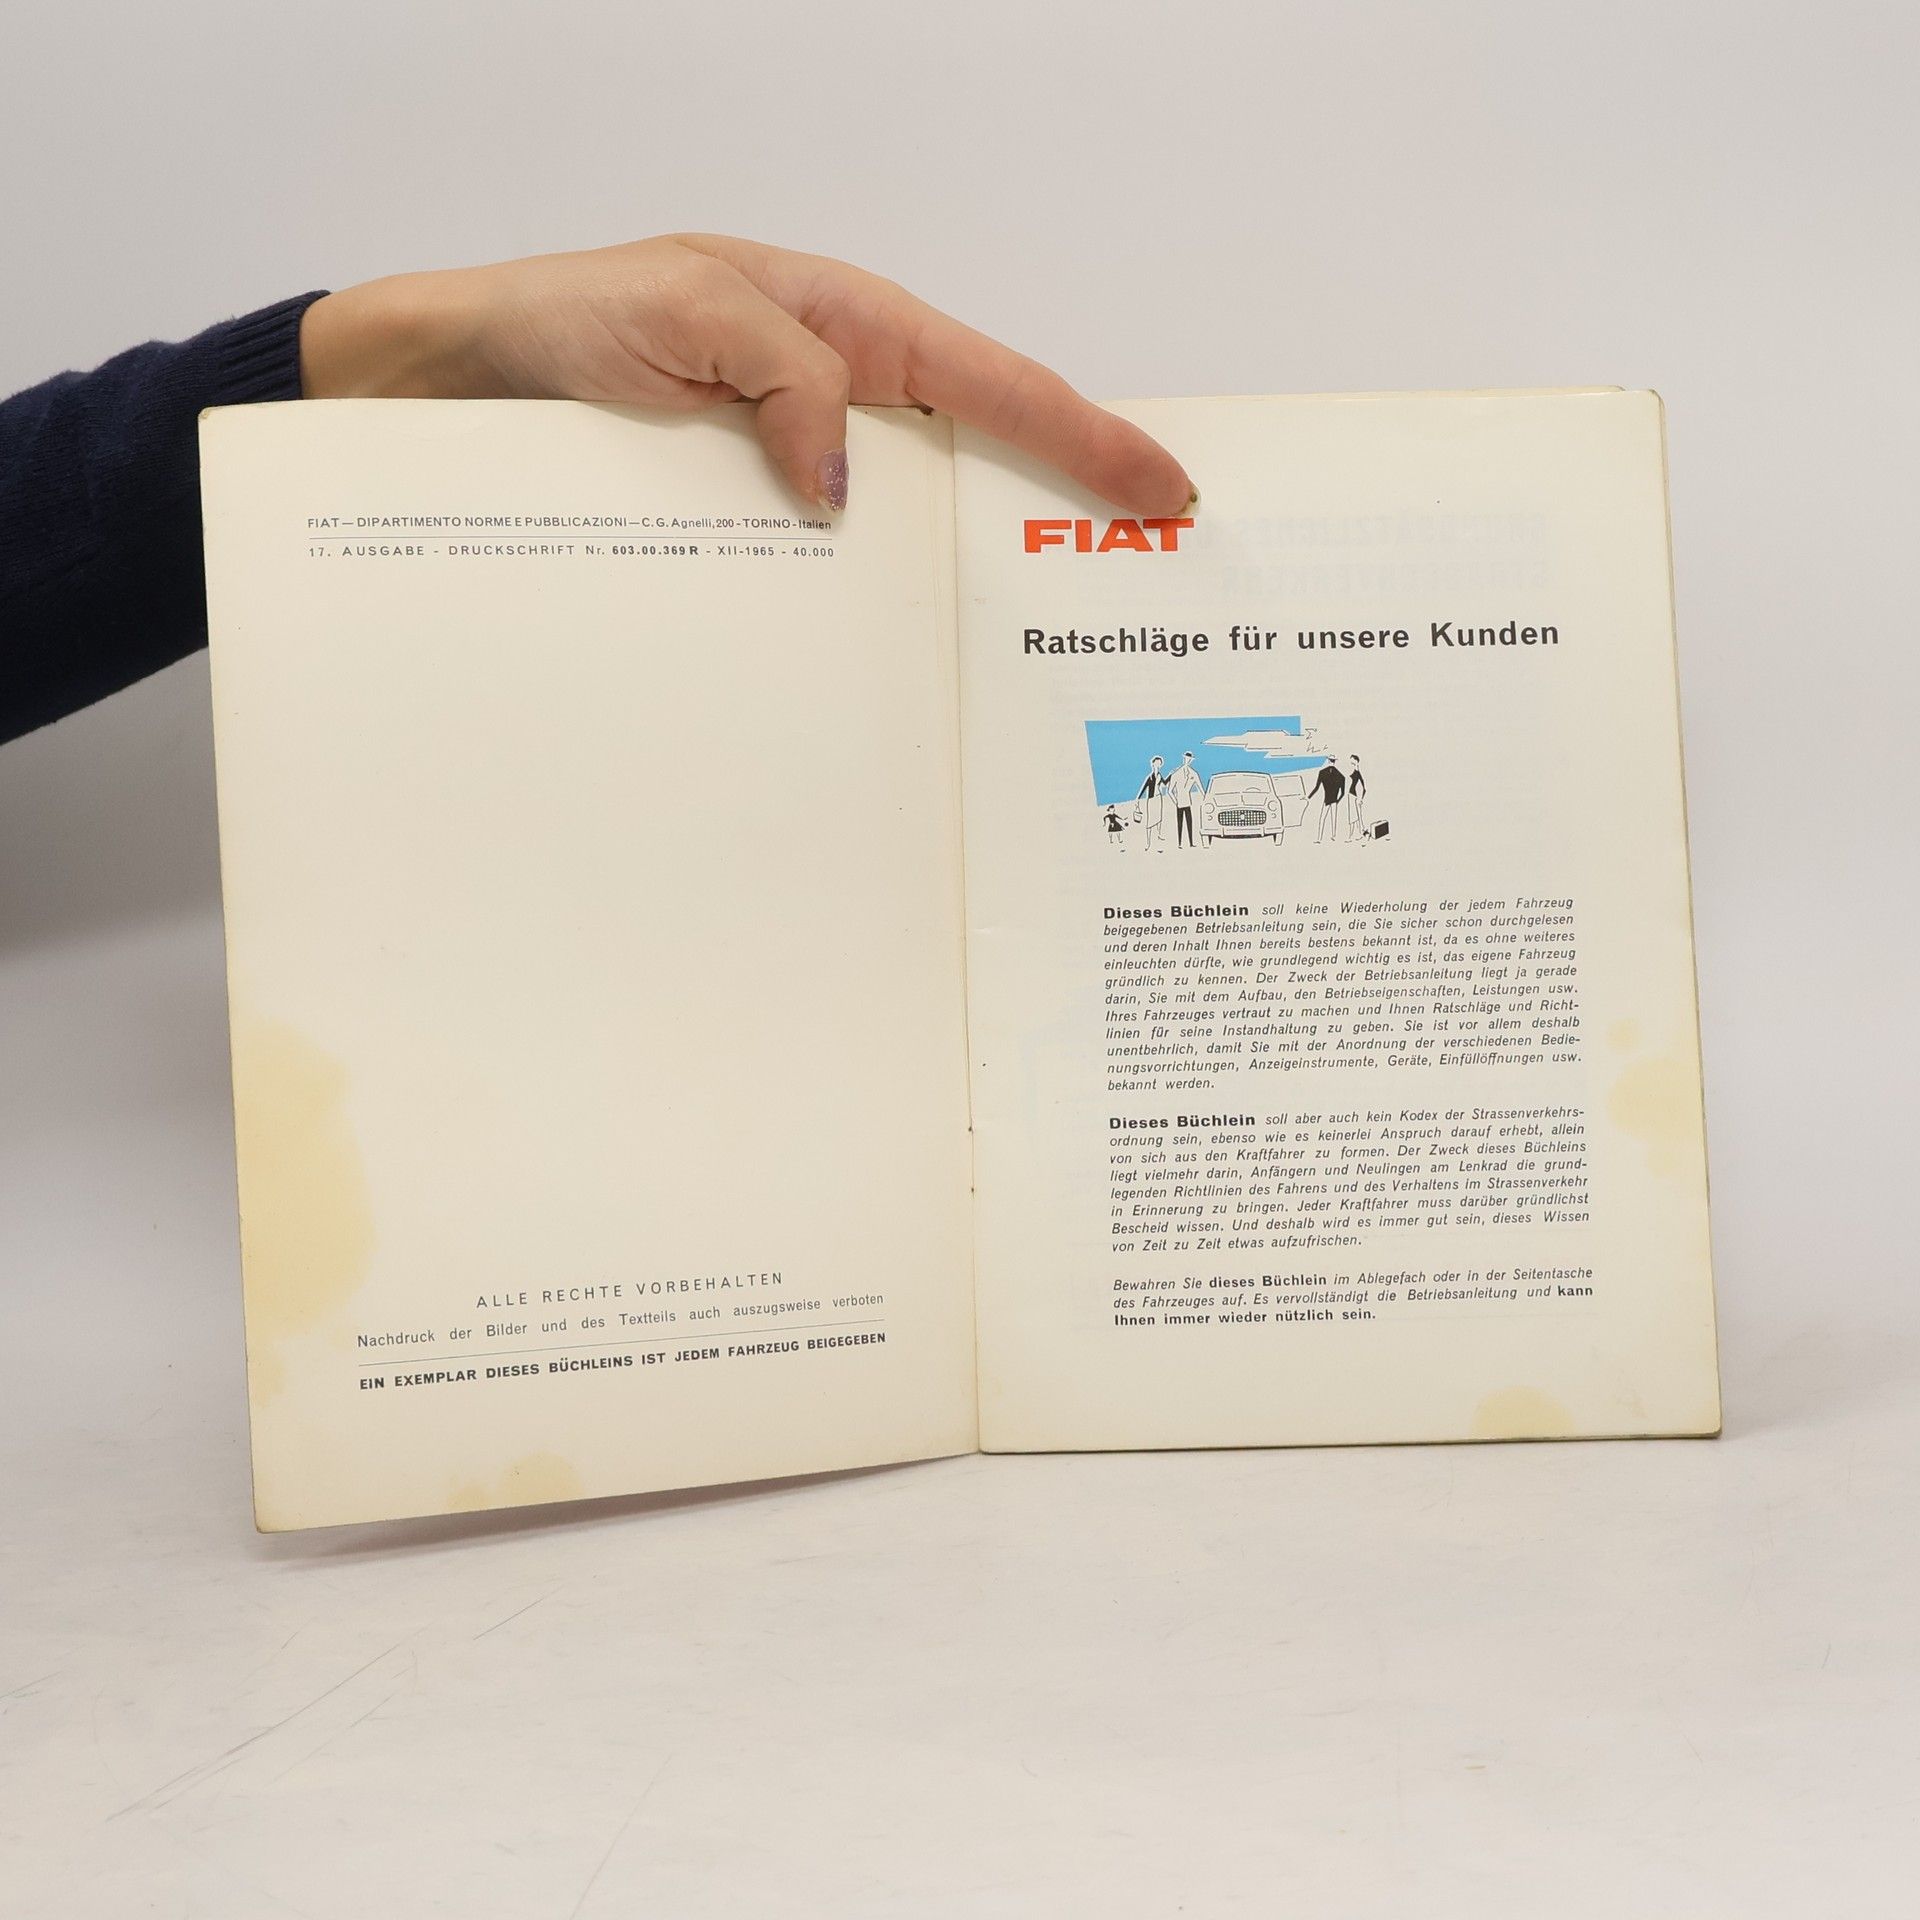 FIAT — DIPARTIMENTO NORME E PUBBLICAZIONI — C. G. Agnelli, 200 - TORINO - Italien
17. AUSGABE - DRUCKSCHRIFT Nr. 603.00.369 R - XII-1965 - 40.000
ALLE RECHTE VORBEHALTEN
Nachdruck der Bilder und des Textteils auch auszugsweise verboten
EIN EXEMPLAR DIESES BÜCHLEINS IST JEDEM FAHRZEUG BEIGEGEBEN
FIAT
Ratschläge für unsere Kunden
Dieses Büchlein soll keine Wiederholung der jedem Fahrzeug
beigegebenen Betriebsanleitung sein, die Sie sicher schon durchgelesen
und deren Inhalt Ihnen bereits bestens bekannt ist, da es ohne weiteres
einleuchten dürfte, wie grundlegend wichtig es ist, das eigene Fahrzeug
gründlich zu kennen. Der Zweck der Betriebsanleitung liegt ja gerade
darin, Sie mit dem Aufbau, den Betriebseigenschaften, Leistungen usw.
Ihres Fahrzeuges vertraut zu machen und Ihnen Ratschläge und Richt-
linien für seine Instandhaltung zu geben. Sie ist vor allem deshalb
unentbehrlich, damit Sie mit der Anordnung der verschiedenen Bedie-
nungsvorrichtungen, Anzeigeinstrumente, Geräte, Einfüllöffnungen usw.
bekannt werden.
Dieses Büchlein soll aber auch kein Kodex der Strassenverkehrs-
ordnung sein, ebenso wie es keinerlei Anspruch darauf erhebt, allein
von sich aus den Kraftfahrer zu formen. Der Zweck dieses Büchleins
liegt vielmehr darin, Anfängern und Neulingen am Lenkrad die grund-
legenden Richtlinien des Fahrens und des Verhaltens im Strassenverkehr
in Erinnerung zu bringen. Jeder Kraftfahrer muss darüber gründlichst
Bescheid wissen. Und deshalb wird es immer gut sein, dieses Wissen
von Zeit zu Zeit etwas aufzufrischen.
Bewahren Sie dieses Büchlein im Ablegefach oder in der Seitentasche
des Fahrzeuges auf. Es vervollständigt die Betriebsanleitung und kann
Ihnen immer wieder nützlich sein.